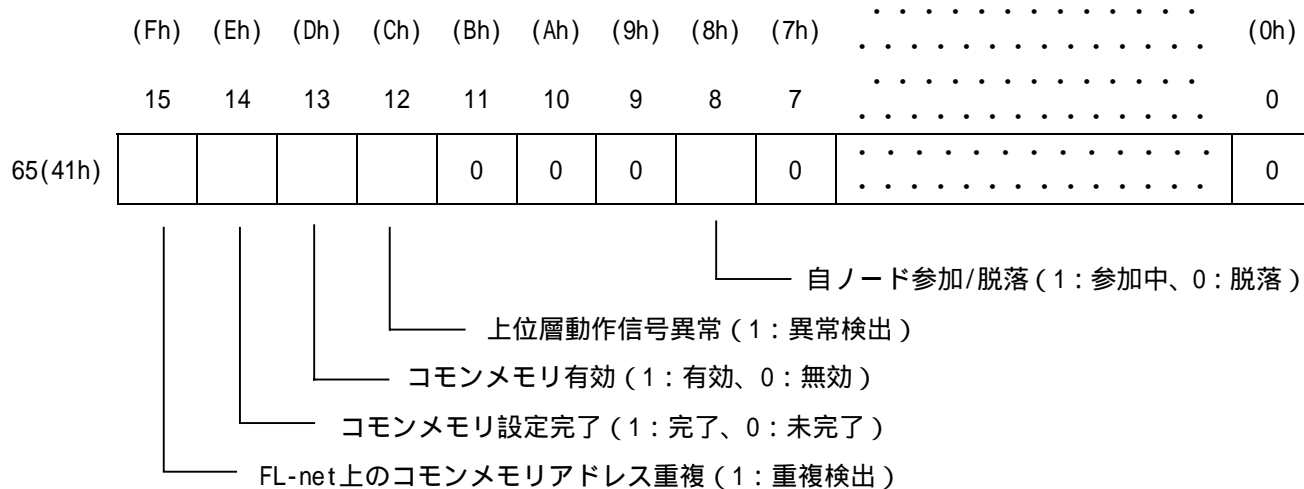 (Fh) (Eh) (Dh) (Ch) (Bh) (Ah) (9h) (8h) (7h) (0h)
15 14 13 12 11 10 9 8 7 0
65(41h) 0 0 0 0 0
自ノード参加/脱落(1:参加中、0:脱落)
上位層動作信号異常(1:異常検出)
コモンメモリ有効(1:有効、0:無効)
コモンメモリ設定完了(1:完了、0:未完了)
FL-net上のコモンメモリアドレス重複(1:重複検出)